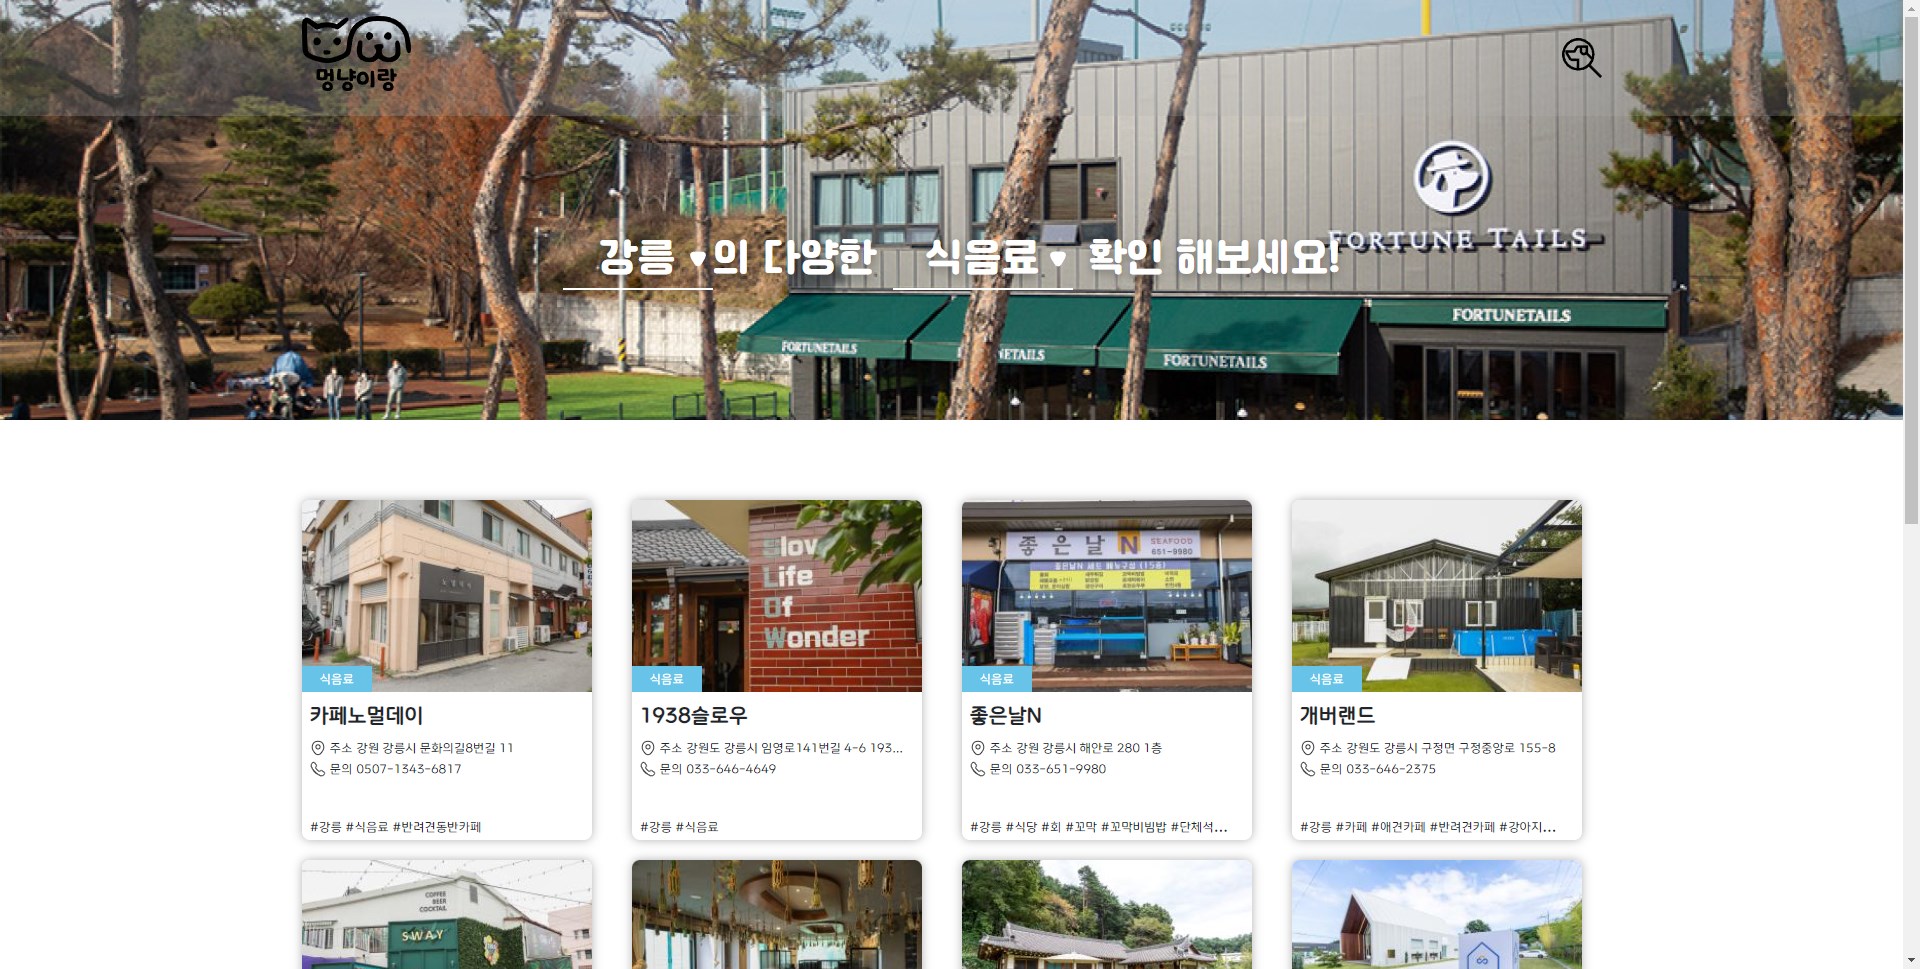 멍냥이랑
FORTUNE TAILS
강릉 의 다양한 식음료 확인 해보세요!
FORTUNETAILS
FORTUNETAILS
NETAILS
FORTUNETAILS
Slow
Life
Of
Wonder
좋은날N SEAFOOD
651-9980
식음료
식음료
식음료
식음료
카페노멀데이
주소 강원 강릉시 문화의길8번길 11
문의 0507-1343-6817
#강릉 #식음료 #반려견동반카페
1938슬로우
주소 강원도 강릉시 임영로141번길 4-6 193...
문의 033-646-4649
#강릉 #식음료
좋은날N
주소 강원 강릉시 해안로 280 1층
문의 033-651-9980
#강릉 #식당 #회 #꼬막 #꼬막비빔밥 #단체석...
개버랜드
주소 강원도 강릉시 구정면 구정중앙로 155-8
문의 033-646-2375
#강릉 #카페 #애견카페 #반려견카페 #강아지...
COFFEE
BEER
COCKTAIL
SWAY